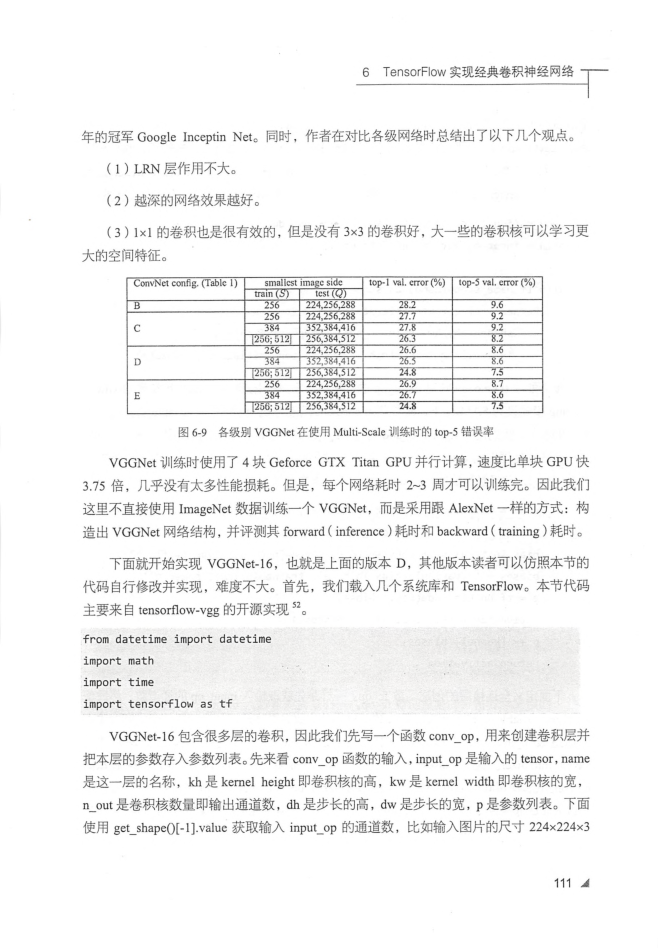 6 TensorFlow 实现经典卷积神经网络
年的冠军 Google Inceptin Net。同时，作者在对比各级网络时总结出了以下几个观点。
（1）LRN 层作用不大。
（2）越深的网络效果越好。
（3）1×1 的卷积也是很有效的，但是没有 3×3 的卷积好，大一些的卷积核可以学习更
大的空间特征。
ConvNet config. (Table 1) smallest image side top-1 val. error (%) top-5 val. error (%)
train (S) test (Q)
B 256 224,256,288 28.2 9.6
256 224,256,288 27.7 9.2
C 384 352,384,416 27.8 9.2
[256;512] 256,384,512 26.3 8.2
256 224,256,288 26.6 8.6
D 384 352,384,416 26.5 8.6
[256;512] 256,384,512 24.8 7.5
256 224,256,288 26.9 8.7
E 384 352,384,416 26.7 8.6
[256;512] 256,384,512 24.8 7.5
图 6-9 各级别 VGGNet 在使用 Multi-Scale 训练时的 top-5 错误率
VGGNet 训练时使用了 4 块 Geforce GTX Titan GPU 并行计算，速度比单块 GPU 快
3.75 倍，几乎没有太多性能损耗。但是，每个网络耗时 2~3 周才可以训练完。因此我们
这里不直接使用 ImageNet 数据训练一个 VGGNet，而是采用跟 AlexNet 一样的方式：构
造出 VGGNet 网络结构，并评测其 forward（inference）耗时和 backward（training）耗时。
下面就开始实现 VGGNet-16，也就是上面的版本 D，其他版本读者可以仿照本节的
代码自行修改并实现，难度不大。首先，我们载入几个系统库和 TensorFlow。本节代码
主要来自 tensorflow-vgg 的开源实现 52。
from datetime import datetime
import math
import time
import tensorflow as tf
VGGNet-16 包含很多层的卷积，因此我们先写一个函数 conv_op，用来创建卷积层并
把本层的参数存入参数列表。先来看 conv_op 函数的输入，input_op 是输入的 tensor，name
是这一层的名称，kh 是 kernel height 即卷积核的高，kw 是 kernel width 即卷积核的宽，
n_out 是卷积核数量即输出通道数，dh 是步长的高，dw 是步长的宽，p 是参数列表。下面
使用 get_shape()[-1].value 获取输入 input_op 的通道数，比如输入图片的尺寸 224×224×3
111